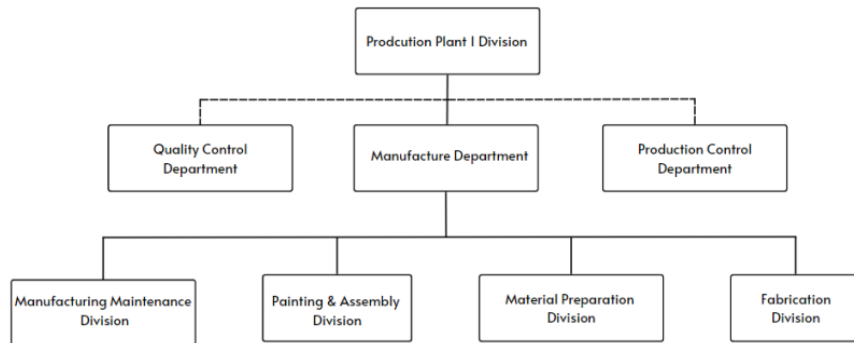 Prodcution Plant I Division
Quality Control
Department
Manufacture Department
Production Control
Department
Manufacturing Maintenance
Division
Painting & Assembly
Division
Material Preparation
Division
Fabrication
Division